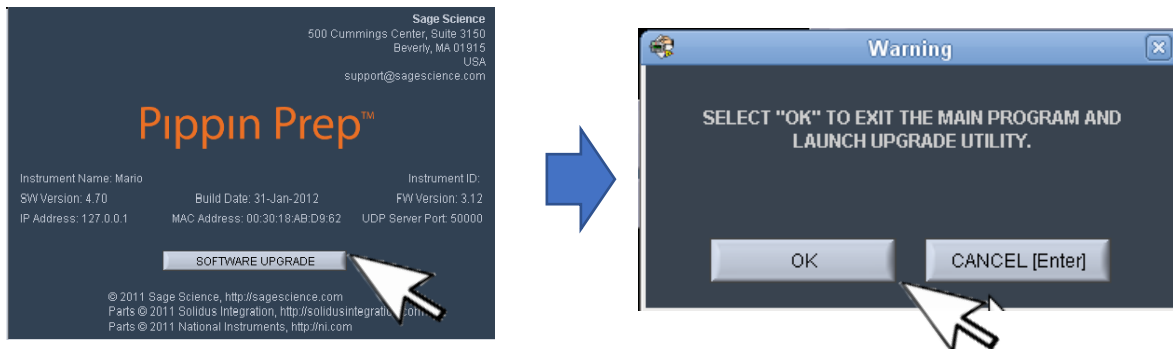 Sage Science
500 Cummings Center, Suite 3150
Beverly, MA 01915
USA
support@sagescience.com
Pippin Prep™
Instrument Name: Mario
Instrument ID:
SW Version: 4.70
Build Date: 31-Jan-2012
FW Version: 3.12
IP Address: 127.0.0.1
MAC Address: 00:30:18:AB:D9:62
UDP Server Port: 50000
SOFTWARE UPGRADE
© 2011 Sage Science, http://sagescience.com
Parts © 2011 Solidus Integration,
Parts © 2011 National Instruments, http://ni.com
Warning
SELECT "OK" TO EXIT THE MAIN PROGRAM AND
LAUNCH UPGRADE UTILITY.
OK
CANCEL [Enter]